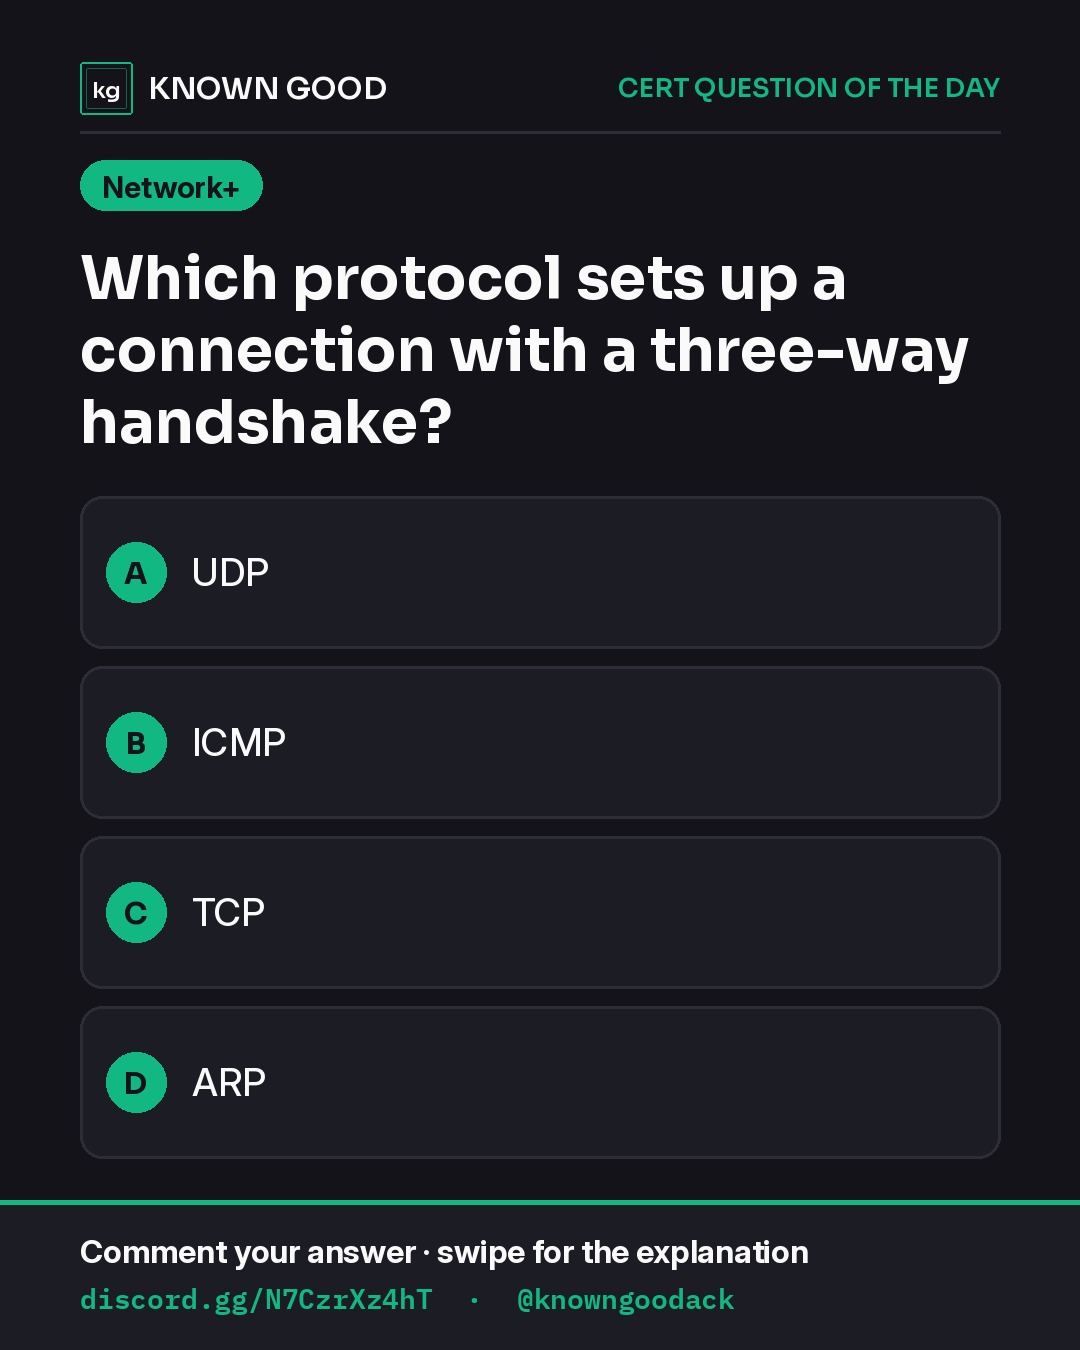 kg KNOWN GOOD
CERT QUESTION OF THE DAY
Network+
Which protocol sets up a
connection with a three-way
handshake?
A UDP
B ICMP
C TCP
D ARP
Comment your answer · swipe for the explanation
discord.gg/N7CzrXz4hT · @knowngoodack